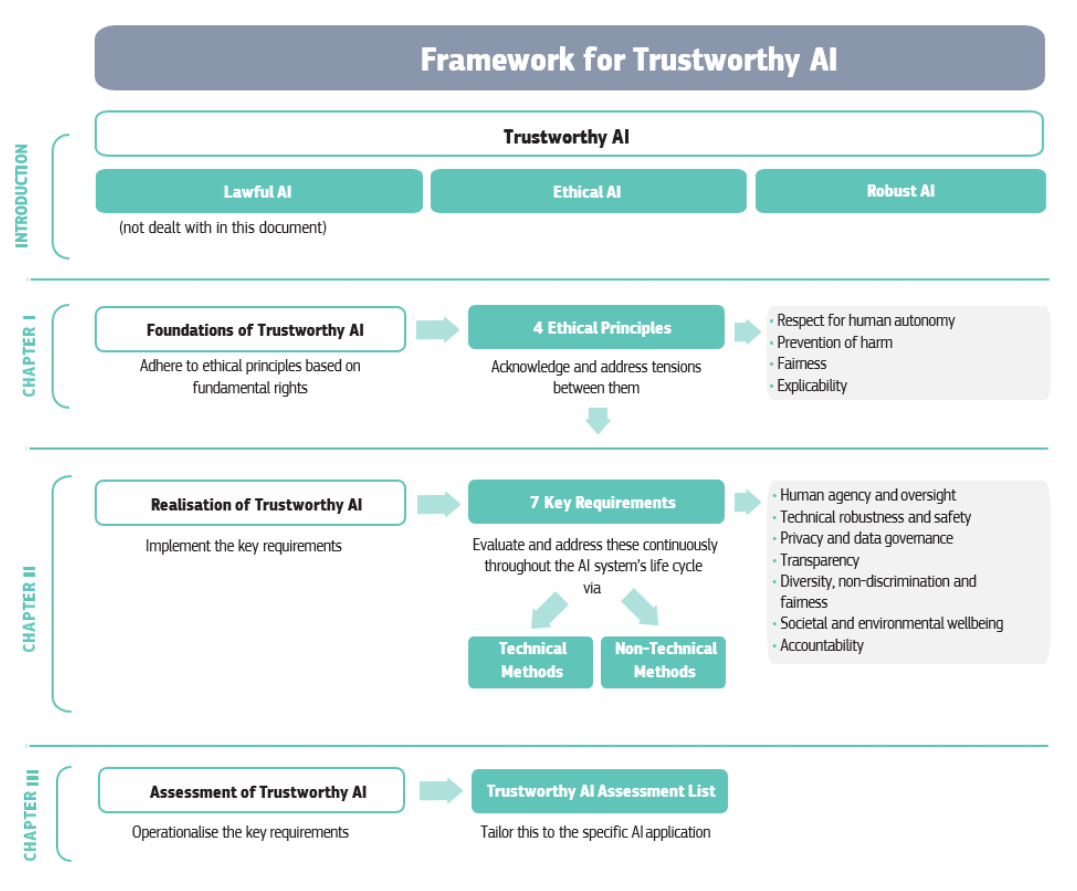 Framework for Trustworthy AI
INTRODUCTION
Trustworthy AI
Lawful AI
Ethical AI
Robust AI
(not dealt with in this document)
CHAPTER I
Foundations of Trustworthy AI
Adhere to ethical principles based on
fundamental rights
4 Ethical Principles
Acknowledge and address tensions
between them
• Respect for human autonomy
• Prevention of harm
• Fairness
• Explicability
CHAPTER II
Realisation of Trustworthy AI
Implement the key requirements
7 Key Requirements
Evaluate and address these continuously
throughout the AI system's life cycle
via
Technical
Methods
Non-Technical
Methods
• Human agency and oversight
• Technical robustness and safety
• Privacy and data governance
• Transparency
• Diversity, non-discrimination and
fairness
• Societal and environmental wellbeing
• Accountability
CHAPTER III
Assessment of Trustworthy AI
Operationalise the key requirements
Trustworthy AI Assessment List
Tailor this to the specific AI application